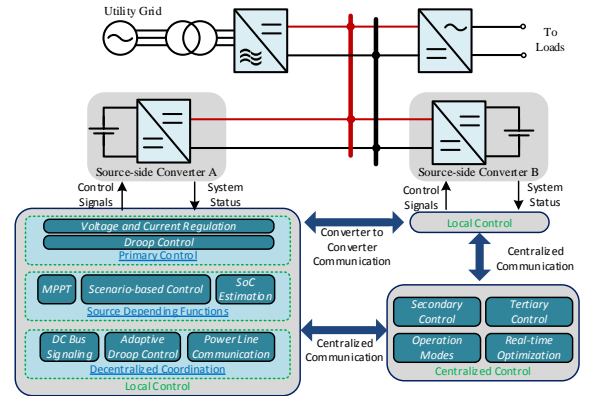 Utility Grid
To
Loads
Source-side Converter A
Source-side Converter B
Control
Signals
System
Status
Control
Signals
System
Status
Voltage and Current Regulation
Droop Control
Primary Control
MPPT
Scenario-based Control
SoC
Estimation
Source Depending Functions
DC Bus
Signaling
Adaptive
Droop Control
Power Line
Communication
Decentralized Coordination
Local Control
Converter to
Converter
Communication
Local Control
Centralized
Communication
Centralized
Communication
Secondary
Control
Tertiary
Control
Operation
Modes
Real-time
Optimization
Centralized Control